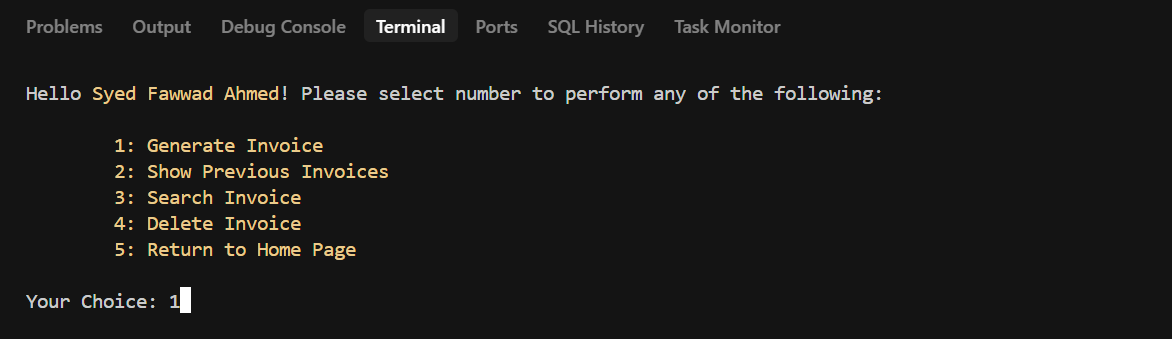 Problems Output Debug Console Terminal Ports SQL History Task Monitor
Hello Syed Fawwad Ahmed! Please select number to perform any of the following:
1: Generate Invoice
2: Show Previous Invoices
3: Search Invoice
4: Delete Invoice
5: Return to Home Page
Your Choice: 1